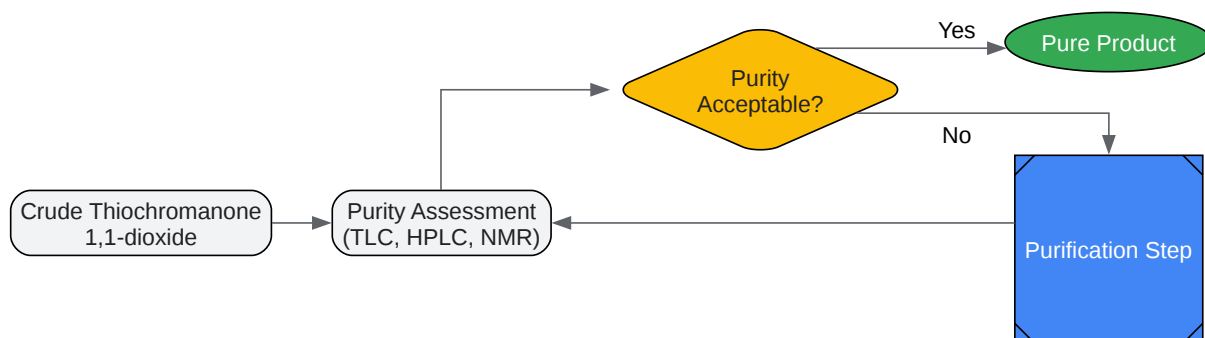 Crude Thiochromanone
1,1-dioxide
Purity Assessment
(TLC, HPLC, NMR)
Purity
Acceptable?
Yes
Pure Product
No
Purification Step